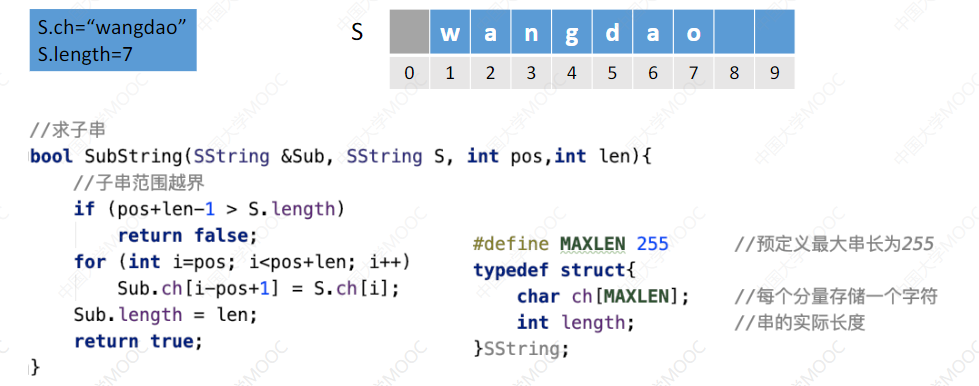 S.ch=“wangdao”
S.length=7
S
w a n g d a o
0 1 2 3 4 5 6 7 8 9
//求子串
bool SubString(SString &Sub, SString S, int pos,int len){
//子串范围越界
if (pos+len-1 > S.length)
return false;
for (int i=pos; i<pos+len; i++)
Sub.ch[i-pos+1] = S.ch[i];
Sub.length = len;
return true;
}
#define MAXLEN 255 //预定义最大串长为255
typedef struct{
char ch[MAXLEN]; //每个分量存储一个字符
int length; //串的实际长度
}SString;
中国大学MOOC